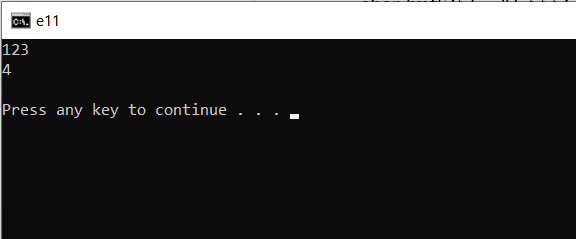 e11
123
4
Press any key to continue . . .